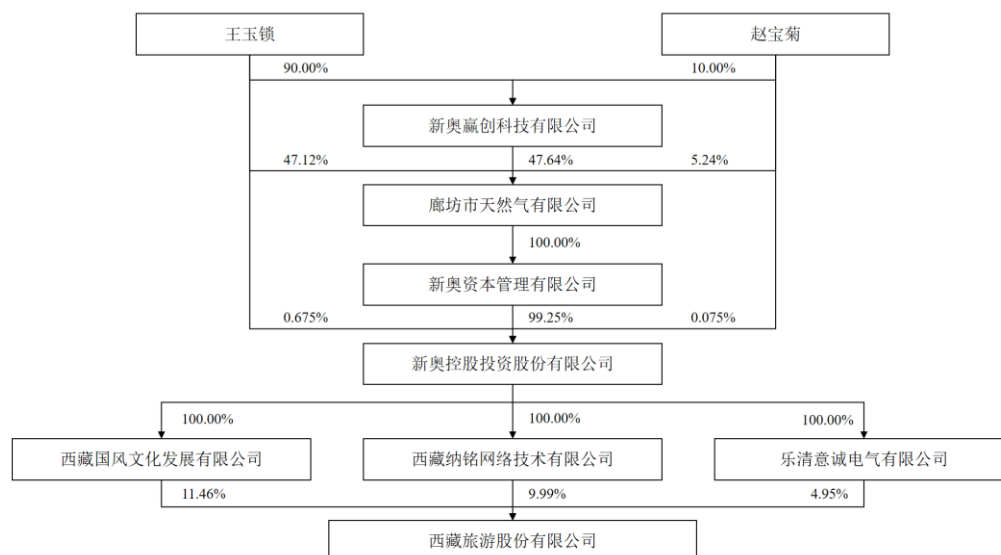 王玉锁
赵宝菊
90.00%
10.00%
新奥赢创科技有限公司
47.12%
47.64%
5.24%
廊坊市天然气有限公司
100.00%
新奥资本管理有限公司
0.675%
99.25%
0.075%
新奥控股投资股份有限公司
100.00%
100.00%
100.00%
西藏国风文化发展有限公司
西藏纳铭网络技术有限公司
乐清意诚电气有限公司
11.46%
9.99%
4.95%
西藏旅游股份有限公司